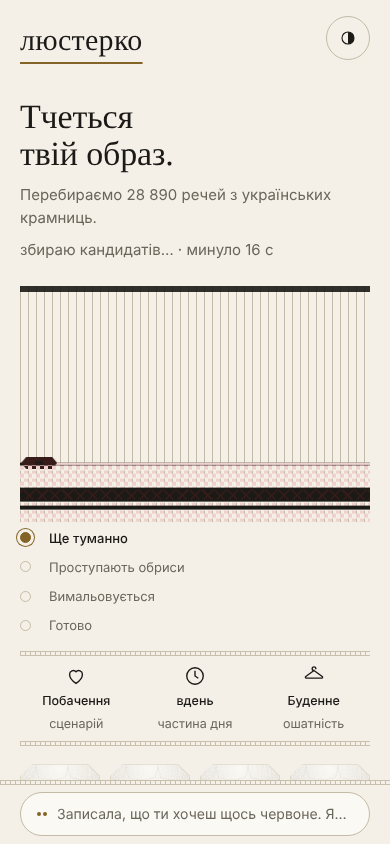 люстерко
Тчеться
твій образ.
Перебираємо 28 890 речей з українських
крамниць.
збираю кандидатів... · минуло 16 с
Ще туманно
Проступають обриси
Вимальовується
Готово
Побачення
сценарій
вдень
частина дня
Буденне
ошатність
Записала, що ти хочеш щось червоне. Я...